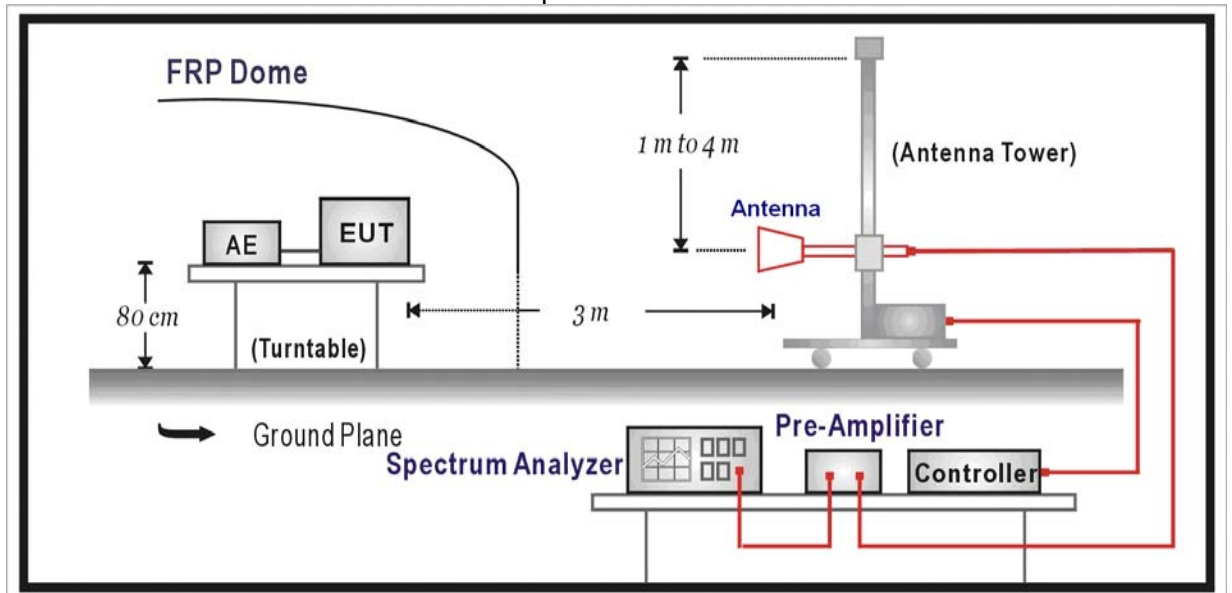 FRP Dome
1 m to 4 m
(Antenna Tower)
Antenna
AE
EUT
80 cm
3 m
(Turntable)
Ground Plane
Spectrum Analyzer
Pre-Amplifier
Controller